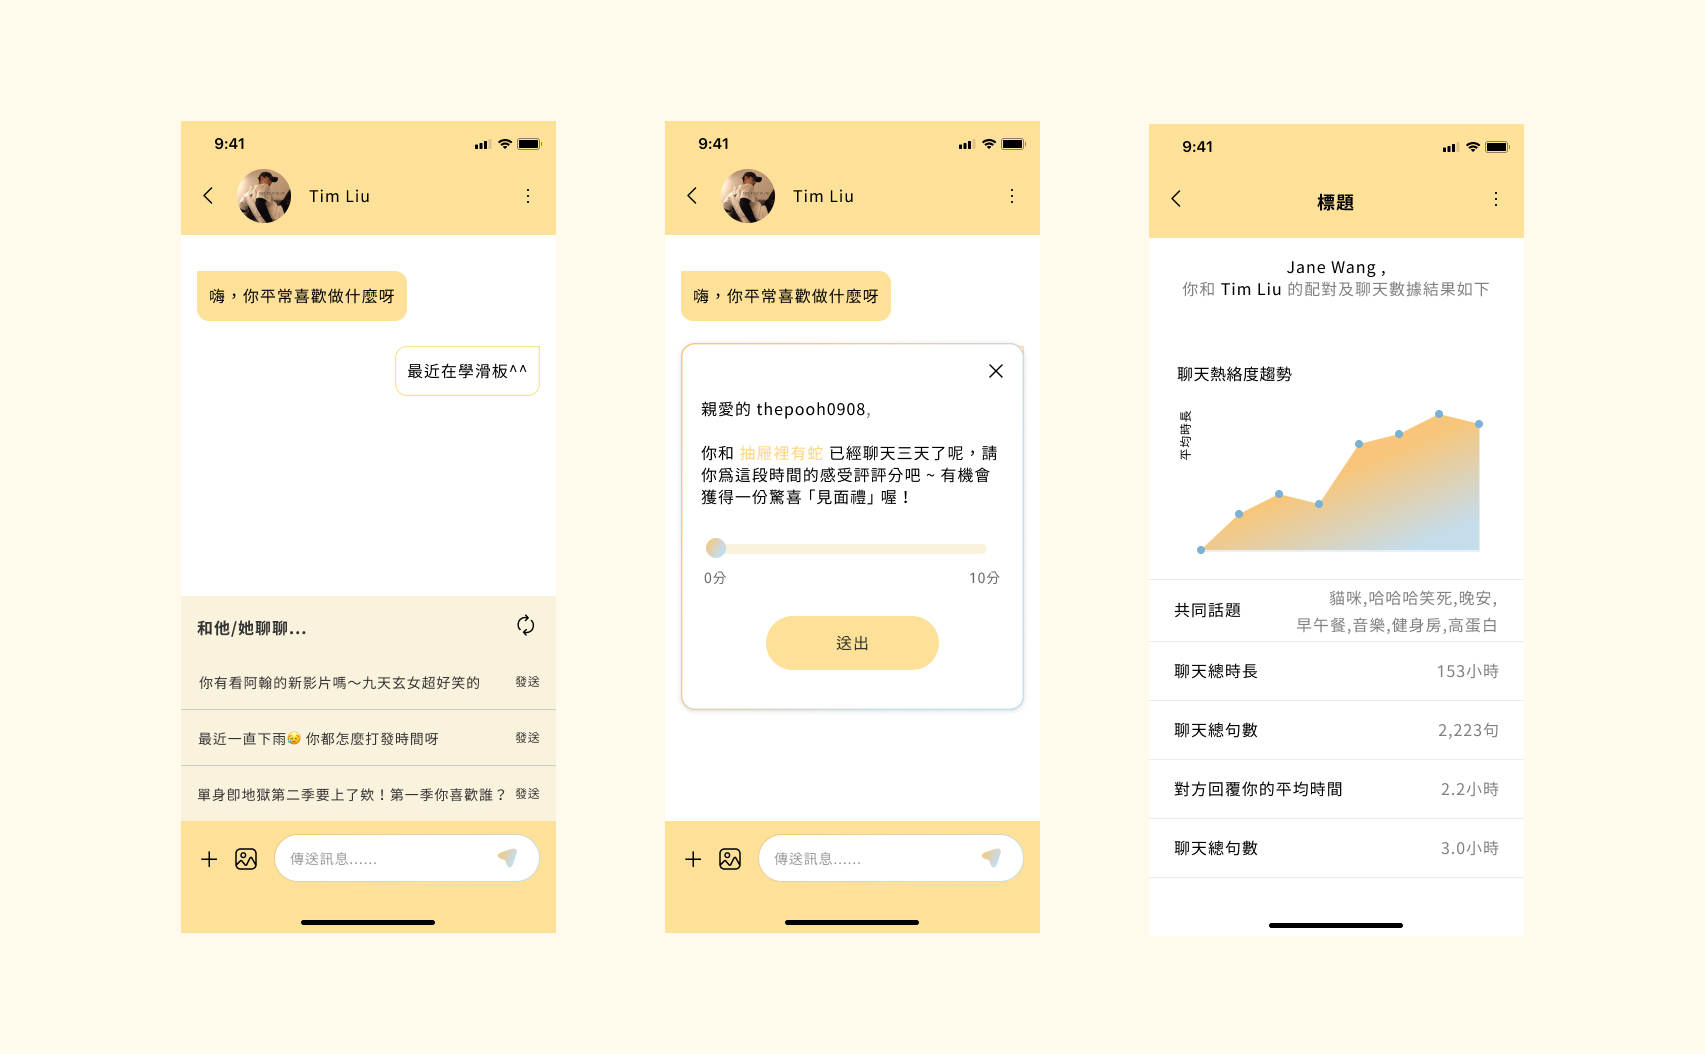 9:41
Tim Liu
嗨，你平常喜歡做什麼呀
最近在學滑板^^
和他/她聊聊...
你有看阿翰的新影片嗎～九天玄女超好笑的
發送
最近一直下雨😥 你都怎麼打發時間呀
發送
單身即地獄第二季要上了欸！第一季你喜歡誰？
發送
傳送訊息......
9:41
Tim Liu
嗨，你平常喜歡做什麼呀
親愛的 thepooh0908,
你和 抽屜裡有蛇 已經聊天三天了呢，請
你為這段時間的感受評評分吧 ~ 有機會
獲得一份驚喜「見面禮」喔！
0分
10分
送出
傳送訊息......
9:41
標題
Jane Wang ,
你和 Tim Liu 的配對及聊天數據結果如下
聊天熱絡度趨勢
平均時長
共同話題
貓咪,哈哈哈笑死,晚安,
早午餐,音樂,健身房,高蛋白
聊天總時長
153小時
聊天總句數
2,223句
對方回覆你的平均時間
2.2小時
聊天總句數
3.0小時